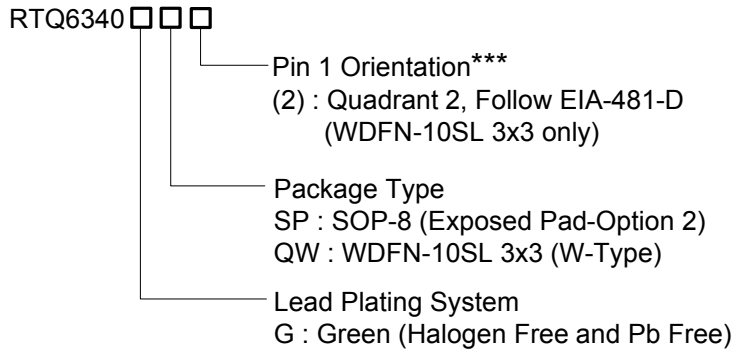 RTQ6340□□□
Pin 1 Orientation***
(2) : Quadrant 2, Follow EIA-481-D
(WDFN-10SL 3x3 only)
Package Type
SP : SOP-8 (Exposed Pad-Option 2)
QW : WDFN-10SL 3x3 (W-Type)
Lead Plating System
G : Green (Halogen Free and Pb Free)